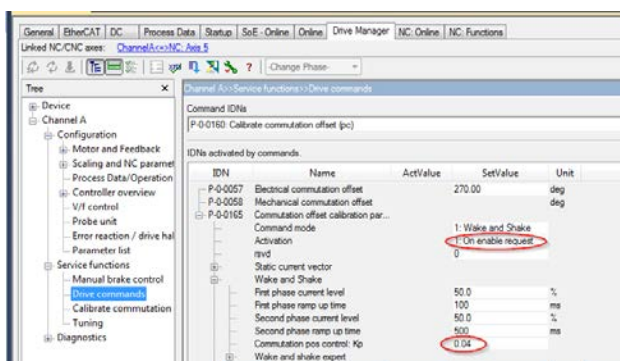 General EtherCAT DC Process Data Startup SoE - Online Online Drive Manager NC: Online NC: Functions
Linked NC/CNC axes: ChannelA<=>NC: Axis 5
? Change Phase-
Tree x Channel A>>Service functions>>Drive commands
Device
Channel A
Configuration
Motor and Feedback
Scaling and NC paramet
Process Data/Operation
Controller overview
V/f control
Probe unit
Error reaction / drive hal
Parameter list
Service functions
Manual brake control
Drive commands
Calibrate commutation
Tuning
Diagnostics
Command IDNs
P-0-0160: Calibrate commutation offset (pc)
IDNs activated by commands.
IDN Name ActValue SetValue Unit
P-0-0057 Electrical commutation offset 270.00 deg
P-0-0058 Mechanical commutation offset deg
P-0-0165 Commutation offset calibration par...
Command mode 1: Wake and Shake
Activation 1: On enable request
rsvd 0
Static current vector
Wake and Shake
First phase current level 50.0 %
First phase ramp up time 100 ms
Second phase current level 50.0 %
Second phase ramp up time 500 ms
Commutation pos control: Kp 0.04
Wake and shake expert